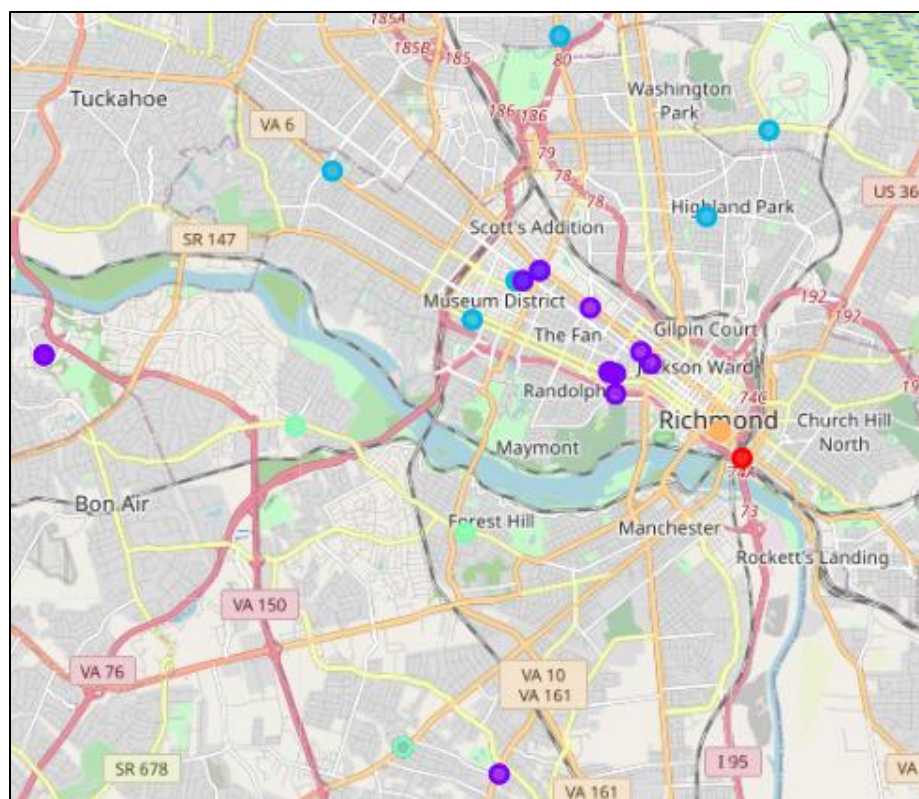 185A
185B
185
80
Tuckahoe
Washington
Park
VA 6
186
186
79
78
78
US 36
Highland Park
Scott's Addition
SR 147
Museum District
192
192
The Fan
Gilpin Court
Jackson Ward
Randolph
74C
Richmond
Church Hill
North
Maymont
74A
Bon Air
73
Forest Hill
Manchester
Rockett's Landing
VA 150
VA 76
VA 10
VA 161
SR 678
I 95
VA
VA 161